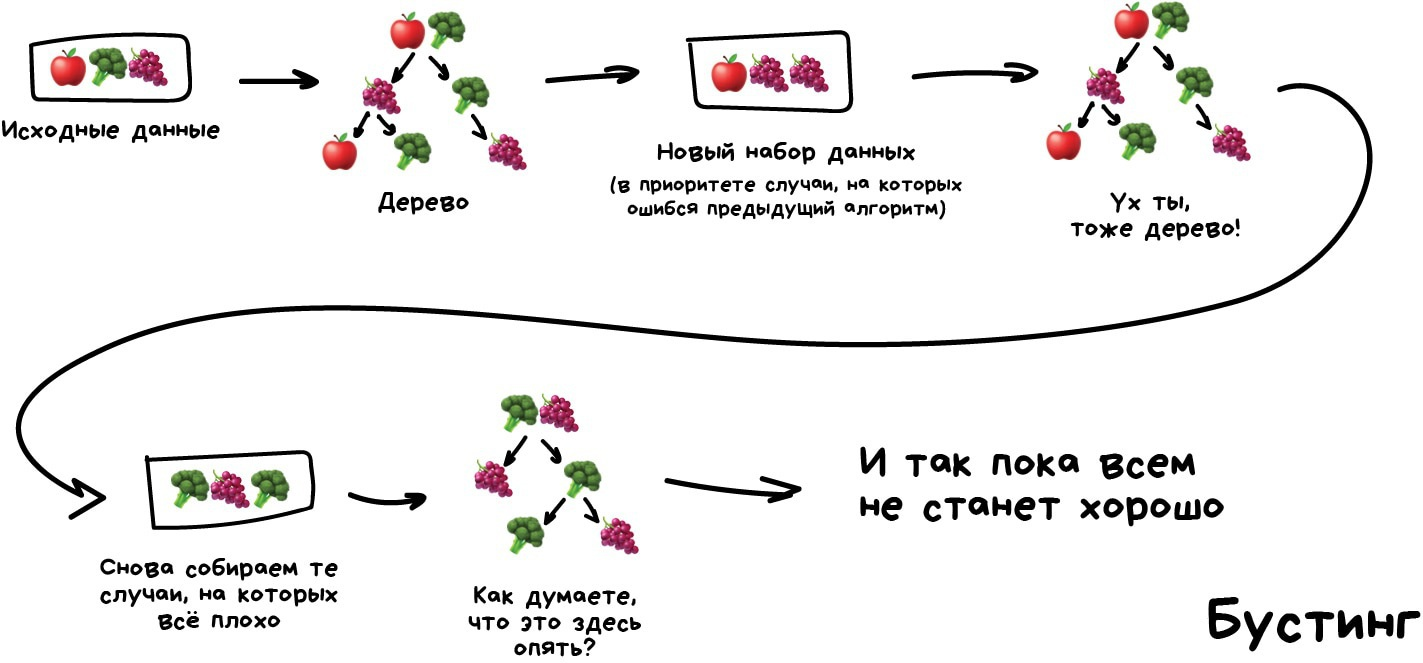 Исходные данные
Дерево
Новый набор данных
(в приоритете случаи, на которых
ошибся предыдущий алгоритм)
Ух ты,
тоже дерево!
Снова собираем те
случаи, на которых
всё плохо
Как думаете,
что это здесь
опять?
И так пока всем
не станет хорошо
Бустинг